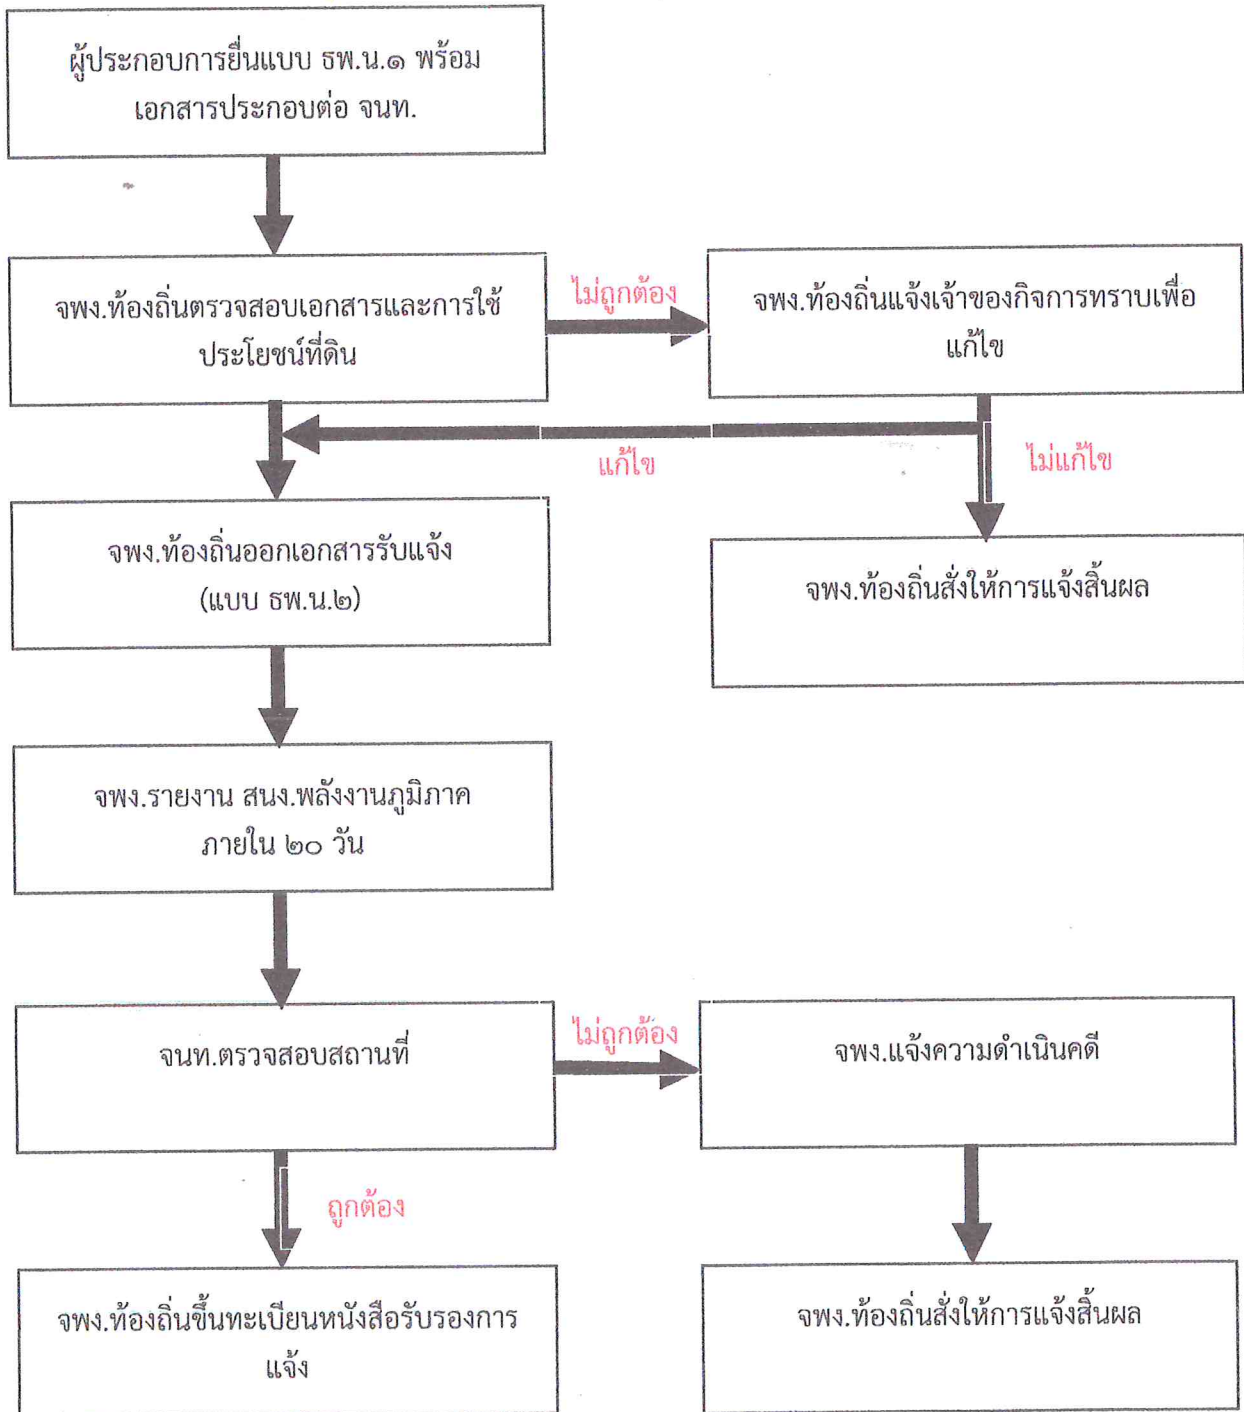 ผู้ประกอบการยื่นแบบ ธพ.น.๑ พร้อม
เอกสารประกอบต่อ จนท.
จพง.ท้องถิ่นตรวจสอบเอกสารและการใช้
ประโยชน์ที่ดิน
ไม่ถูกต้อง
จพง.ท้องถิ่นแจ้งเจ้าของกิจการทราบเพื่อ
แก้ไข
แก้ไข
ไม่แก้ไข
จพง.ท้องถิ่นออกเอกสารรับแจ้ง
(แบบ ธพ.น.๒)
จพง.ท้องถิ่นสั่งให้การแจ้งสิ้นผล
จพง.รายงาน สนง.พลังงานภูมิภาค
ภายใน ๒๐ วัน
จนท.ตรวจสอบสถานที่
ไม่ถูกต้อง
จพง.แจ้งความดำเนินคดี
ถูกต้อง
จพง.ท้องถิ่นขึ้นทะเบียนหนังสือรับรองการ
แจ้ง
จพง.ท้องถิ่นสั่งให้การแจ้งสิ้นผล